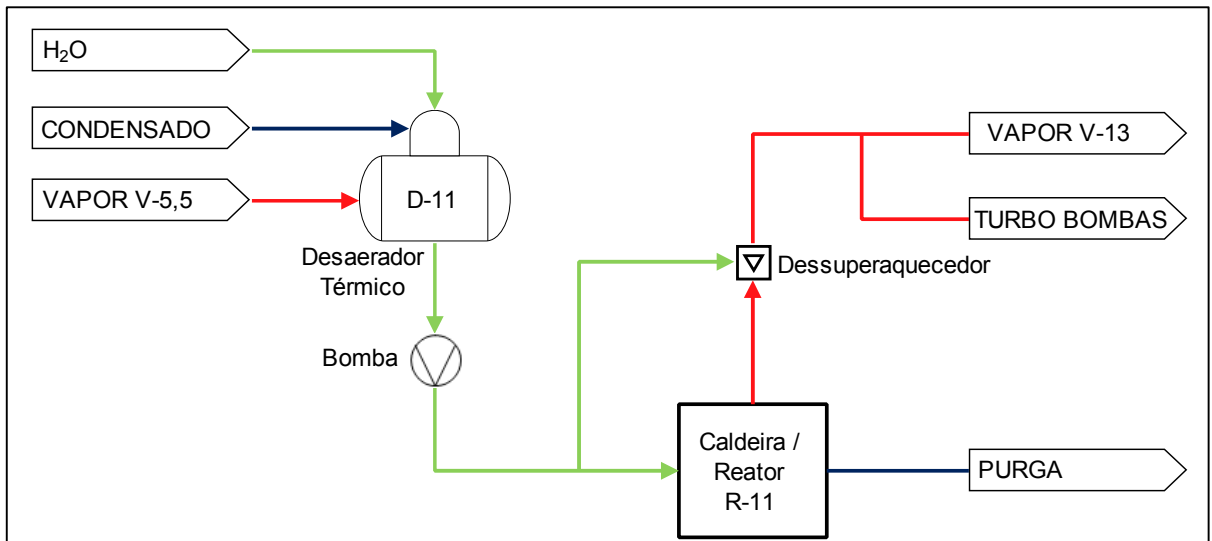 H₂O
CONDENSADO
VAPOR V-5,5
D-11
Desaerador
Térmico
Bomba
VAPOR V-13
TURBO BOMBAS
Dessuperaquecedor
Caldeira /
Reator
R-11
PURGA